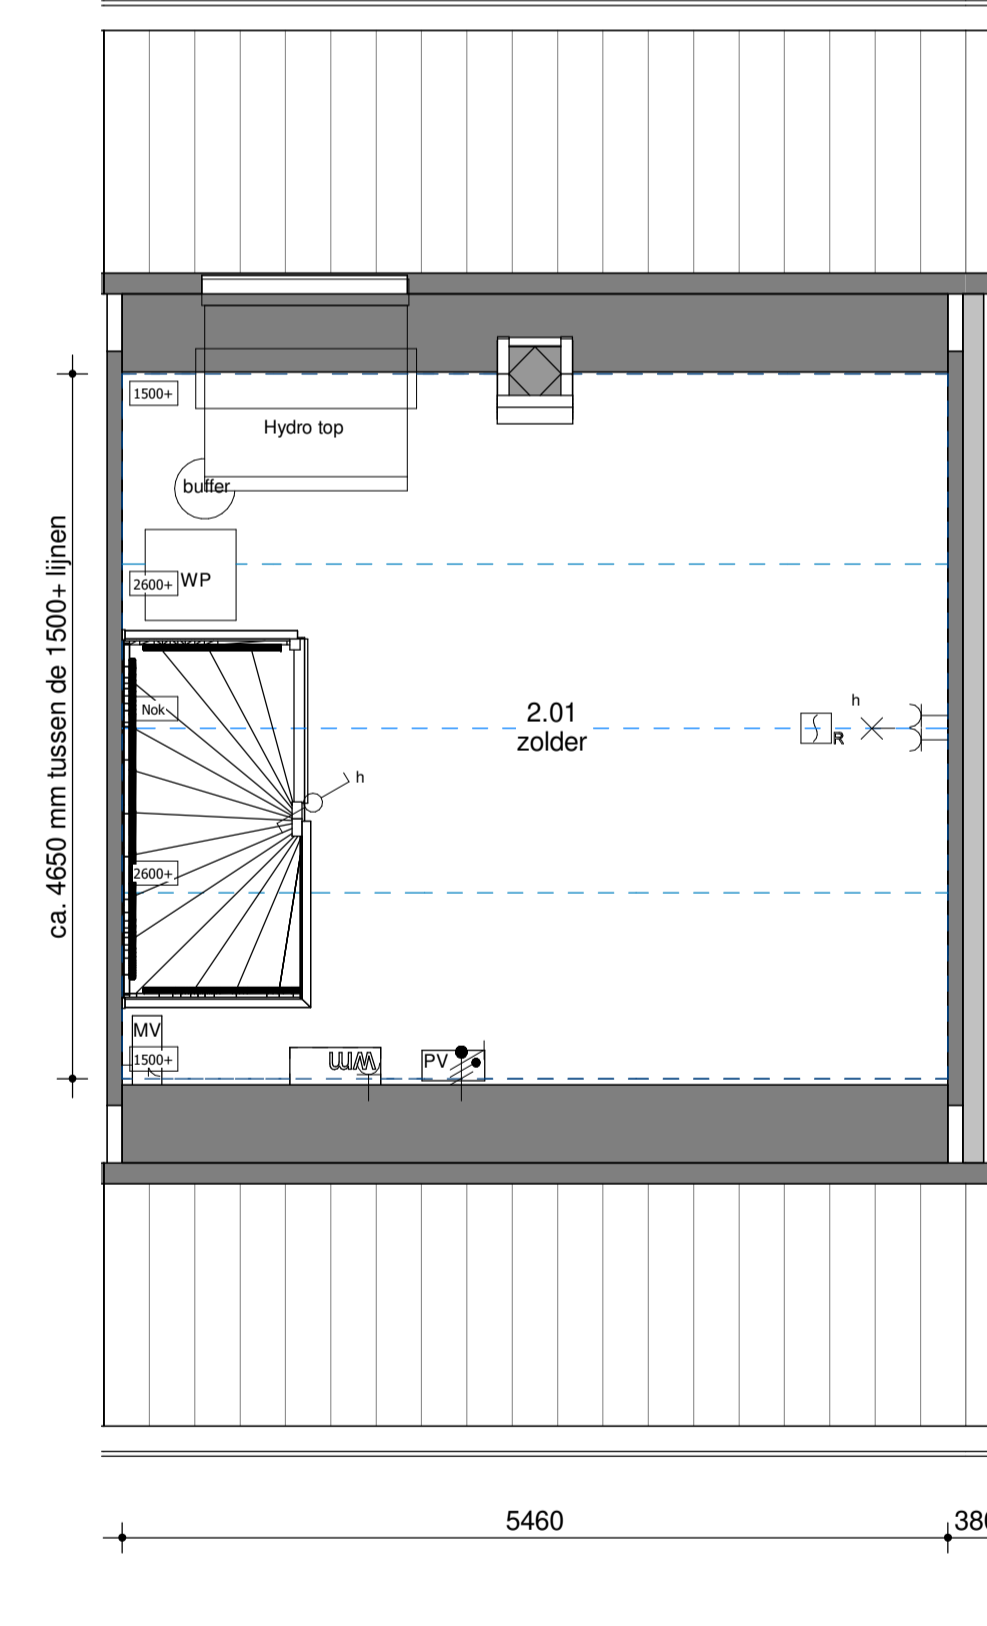 1500+
Hydro top
buffer
2600+
WP
ca. 4650 mm tussen de 1500+ lijnen
Nok
2.01
zolder
h
R
h
2600+
MV
1500+
wm
PV
5460